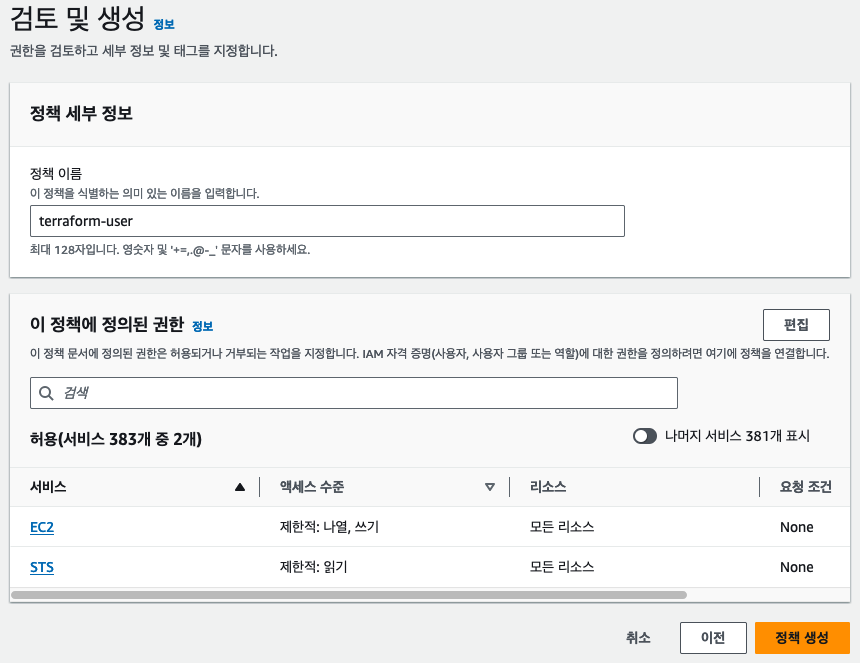 검토 및 생성 정보
권한을 검토하고 세부 정보 및 태그를 지정합니다.
정책 세부 정보
정책 이름
이 정책을 식별하는 의미 있는 이름을 입력합니다.
terraform-user
최대 128자입니다. 영숫자 및 '+=,.@-_' 문자를 사용하세요.
이 정책에 정의된 권한 정보
편집
이 정책 문서에 정의된 권한은 허용되거나 거부되는 작업을 지정합니다. IAM 자격 증명(사용자, 사용자 그룹 또는 역할)에 대한 권한을 정의하려면 여기에 정책을 연결합니다.
검색
허용(서비스 383개 중 2개)
나머지 서비스 381개 표시
서비스 액세스 수준 리소스 요청 조건
EC2 제한적: 나열, 쓰기 모든 리소스 None
STS 제한적: 읽기 모든 리소스 None
취소 이전 정책 생성